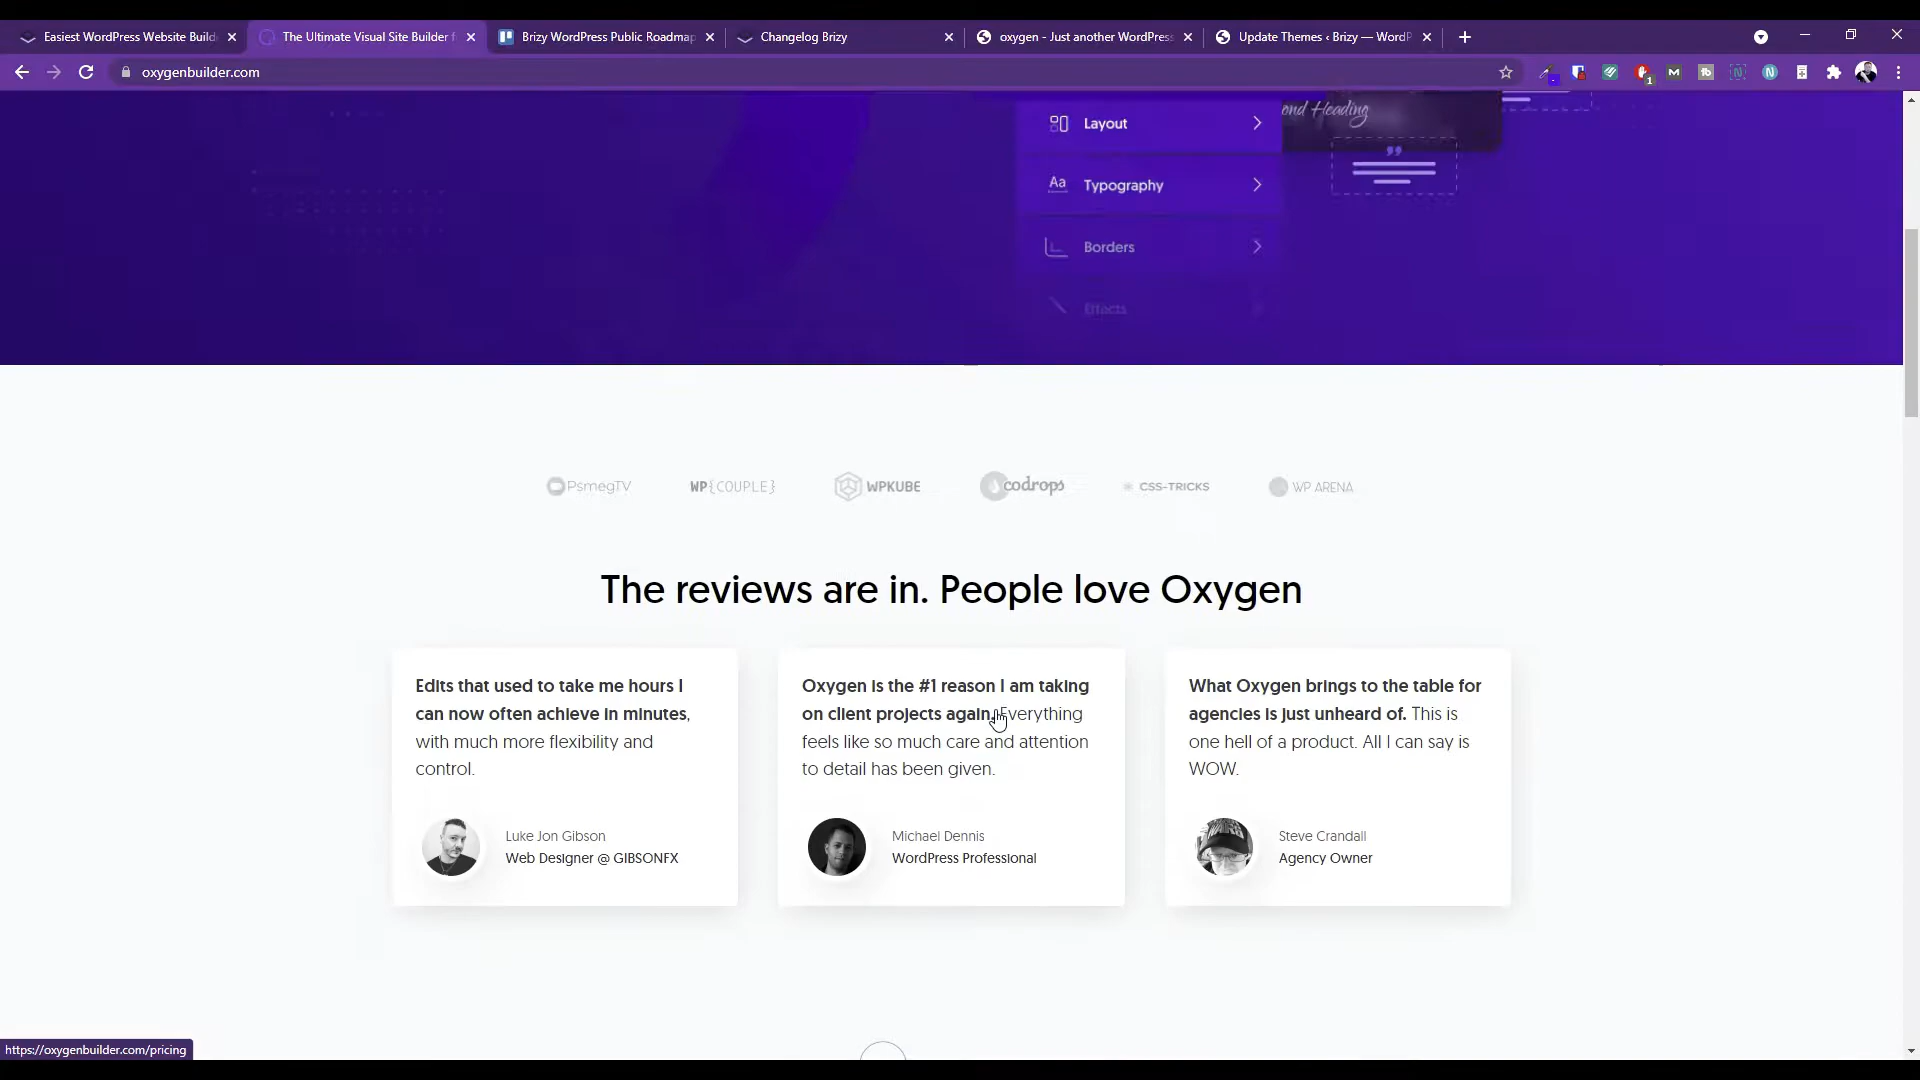 Easiest WordPress Website Build
The Ultimate Visual Site Builder f
Brizy WordPress Public Roadmap
Changelog Brizy
oxygen - Just another WordPress
Update Themes ‹ Brizy — WordP
oxygenbuilder.com
1
ond Heading
Layout
Aa
Typography
Borders
Effects
PsmegTV
WP{COUPLE}
WPKUBE
codrops
CSS-TRICKS
WP ARENA
The reviews are in. People love Oxygen
Edits that used to take me hours I
can now often achieve in minutes,
with much more flexibility and
control.
Luke Jon Gibson
Web Designer @ GIBSONFX
Oxygen is the #1 reason I am taking
on client projects again. Everything
feels like so much care and attention
to detail has been given.
Michael Dennis
WordPress Professional
What Oxygen brings to the table for
agencies is just unheard of. This is
one hell of a product. All I can say is
WOW.
Steve Crandall
Agency Owner
https://oxygenbuilder.com/pricing